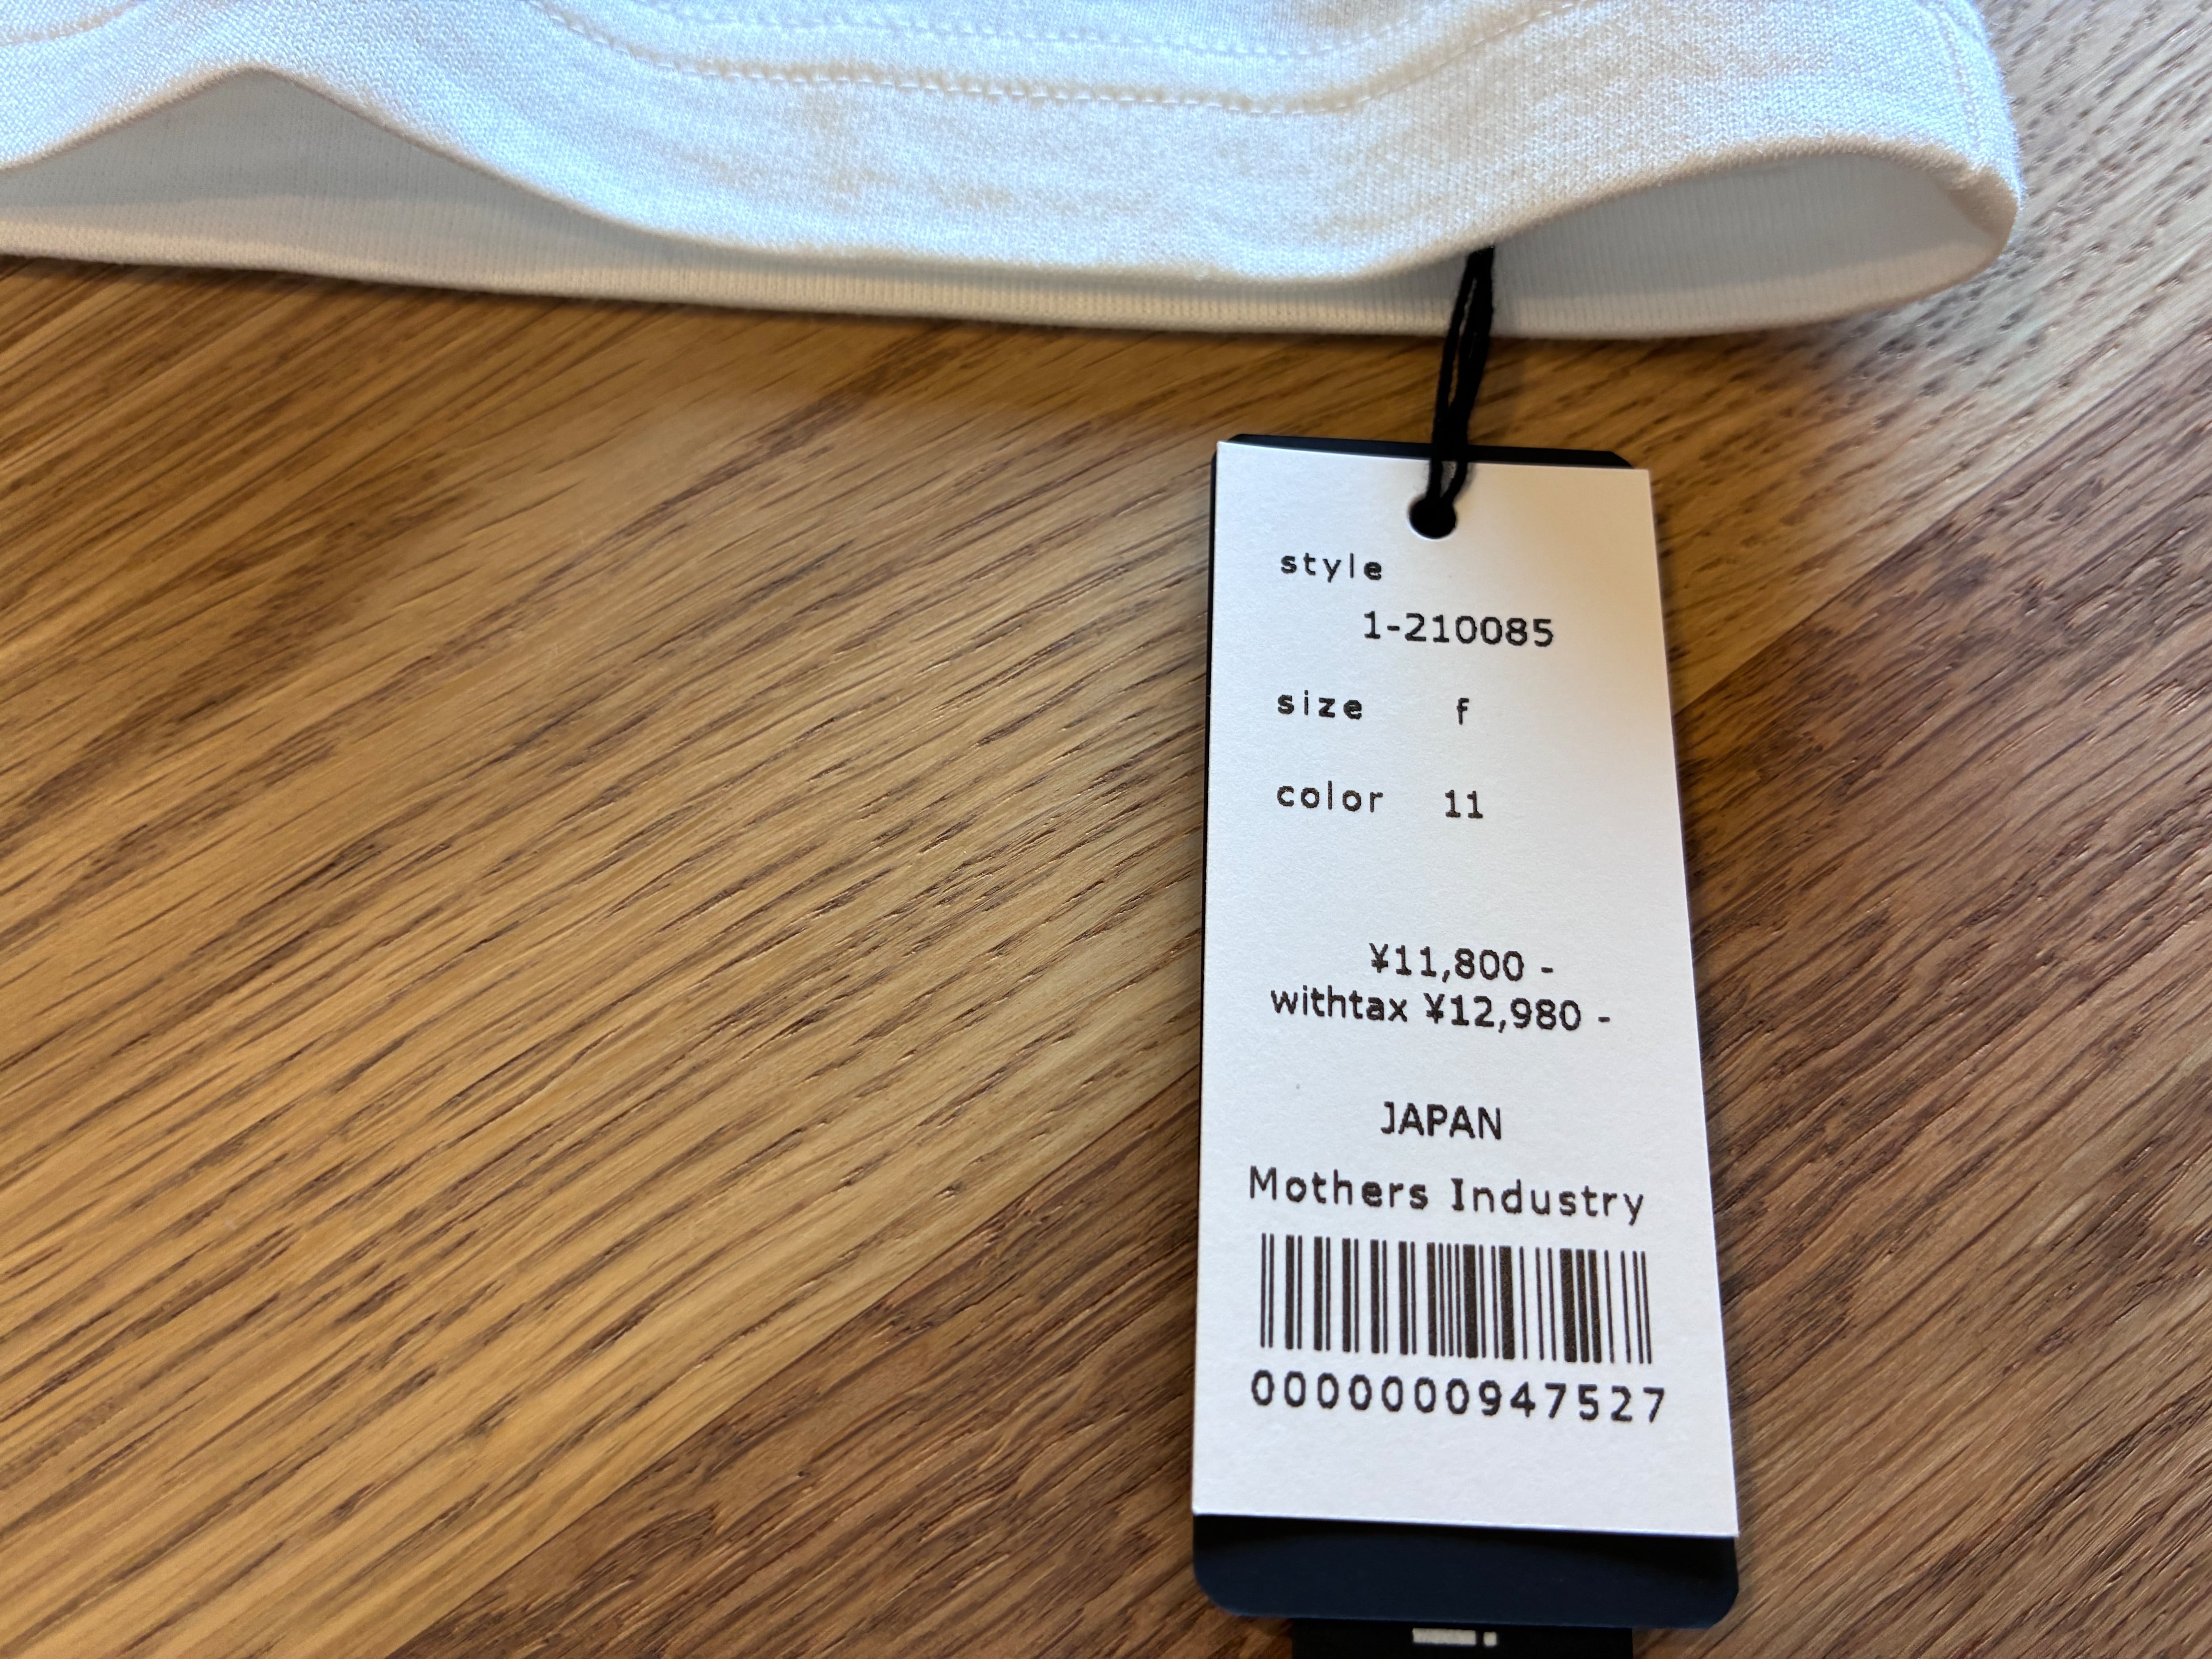 style
1-210085
size f
color 11
¥11,800 -
withtax ¥12,980 -
JAPAN
Mothers Industry
0000000947527